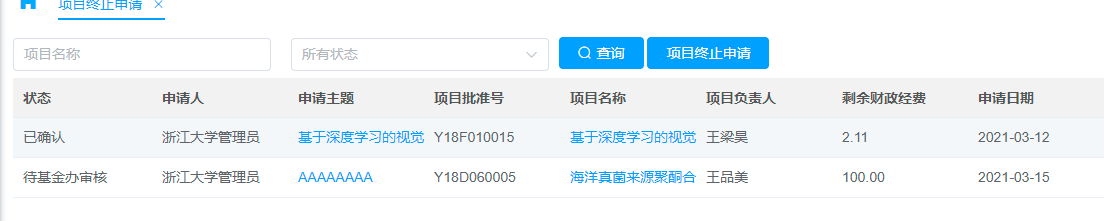 项目终止申请 ×
项目名称 所有状态 查询 项目终止申请
状态 申请人 申请主题 项目批准号 项目名称 项目负责人 剩余财政经费 申请日期
已确认 浙江大学管理员 基于深度学习的视觉 Y18F010015 基于深度学习的视觉 王梁昊 2.11 2021-03-12
待基金办审核 浙江大学管理员 AAAAAAAA Y18D060005 海洋真菌来源聚酮合 王品美 100.00 2021-03-15